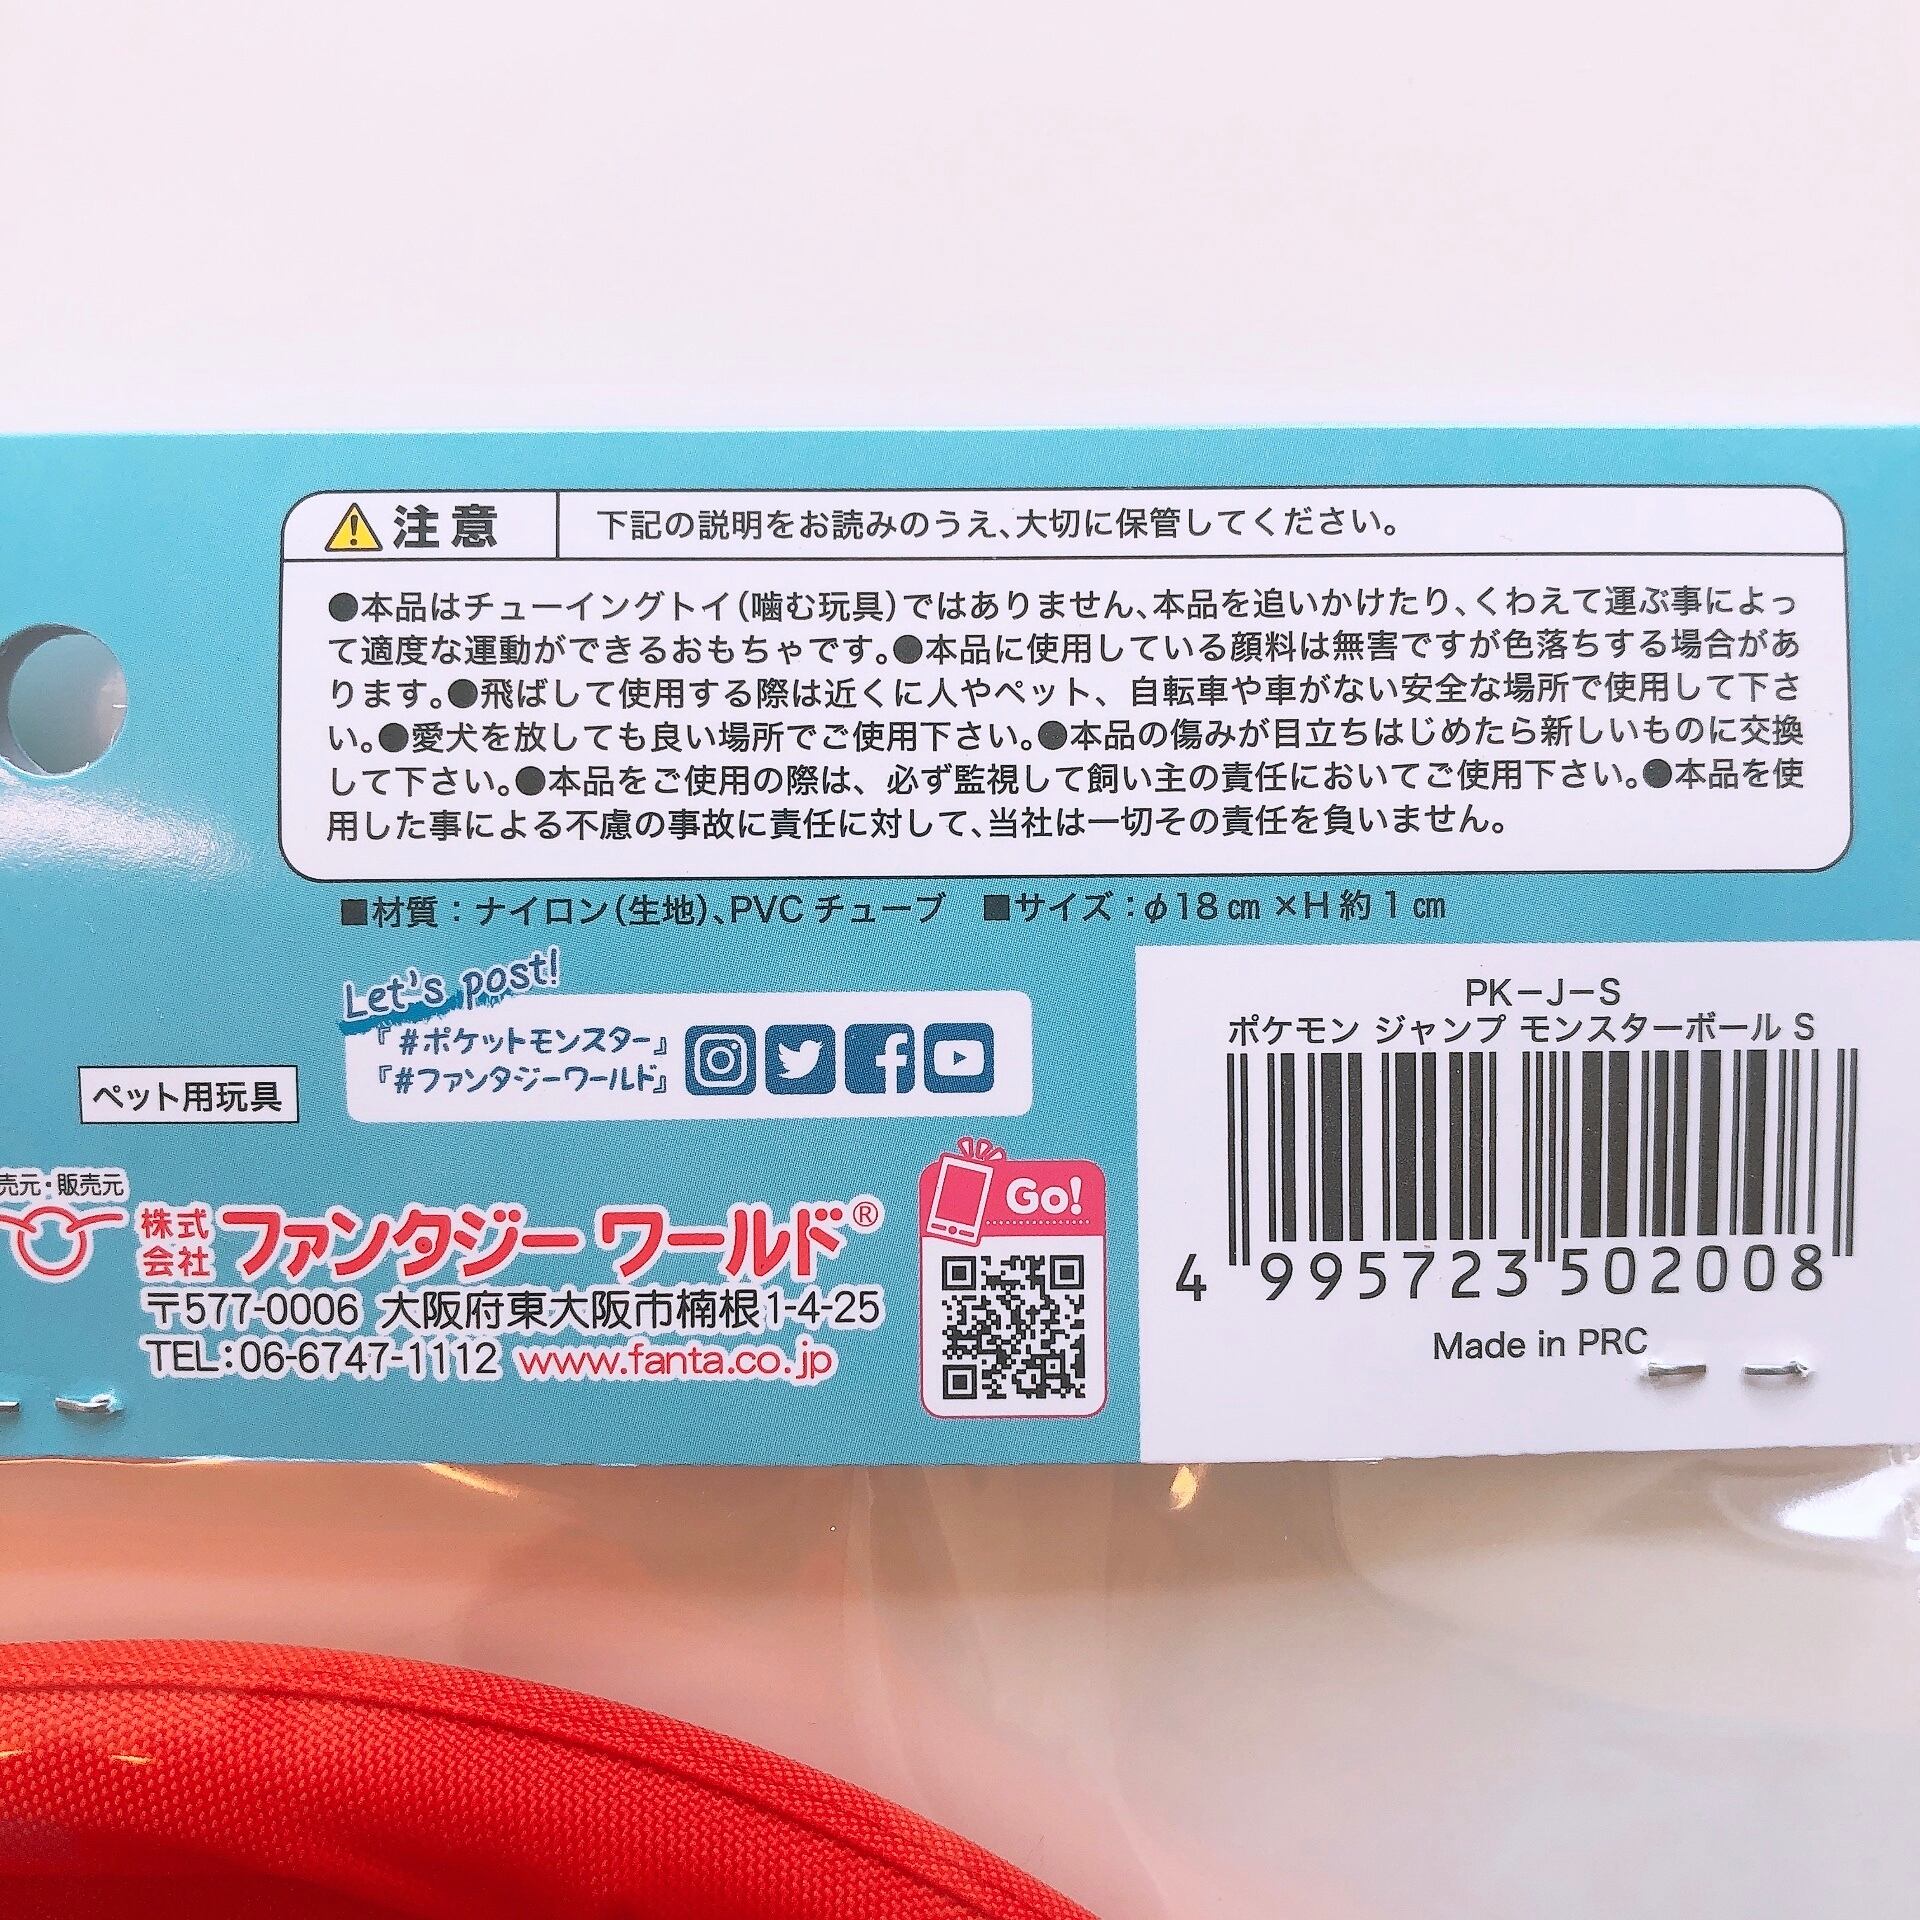 注意 下記の説明をお読みのうえ、大切に保管してください。
●本品はチューイングトイ(噛む玩具)ではありません、本品を追いかけたり、くわえて運ぶ事によっ
て適度な運動ができるおもちゃです。●本品に使用している顔料は無害ですが色落ちする場合があ
ります。●飛ばして使用する際は近くに人やペット、自転車や車がない安全な場所で使用して下さ
い。●愛犬を放しても良い場所でご使用下さい。●本品の傷みが目立ちはじめたら新しいものに交換
して下さい。●本品をご使用の際は、必ず監視して飼い主の責任においてご使用下さい。●本品を使
用した事による不慮の事故に責任に対して、当社は一切その責任を負いません。
■材質：ナイロン(生地)、PVCチューブ ■サイズ：φ18㎝×H約1㎝
Let's post!
『#ポケットモンスター』
『#ファンタジーワールド』
ペット用玩具
売元・販売元
株式会社 ファンタジーワールド®
〒577-0006 大阪府東大阪市楠根1-4-25
TEL:06-6747-1112 www.fanta.co.jp
Go!
PK-J-S
ポケモン ジャンプ モンスターボール S
4 995723 502008
Made in PRC